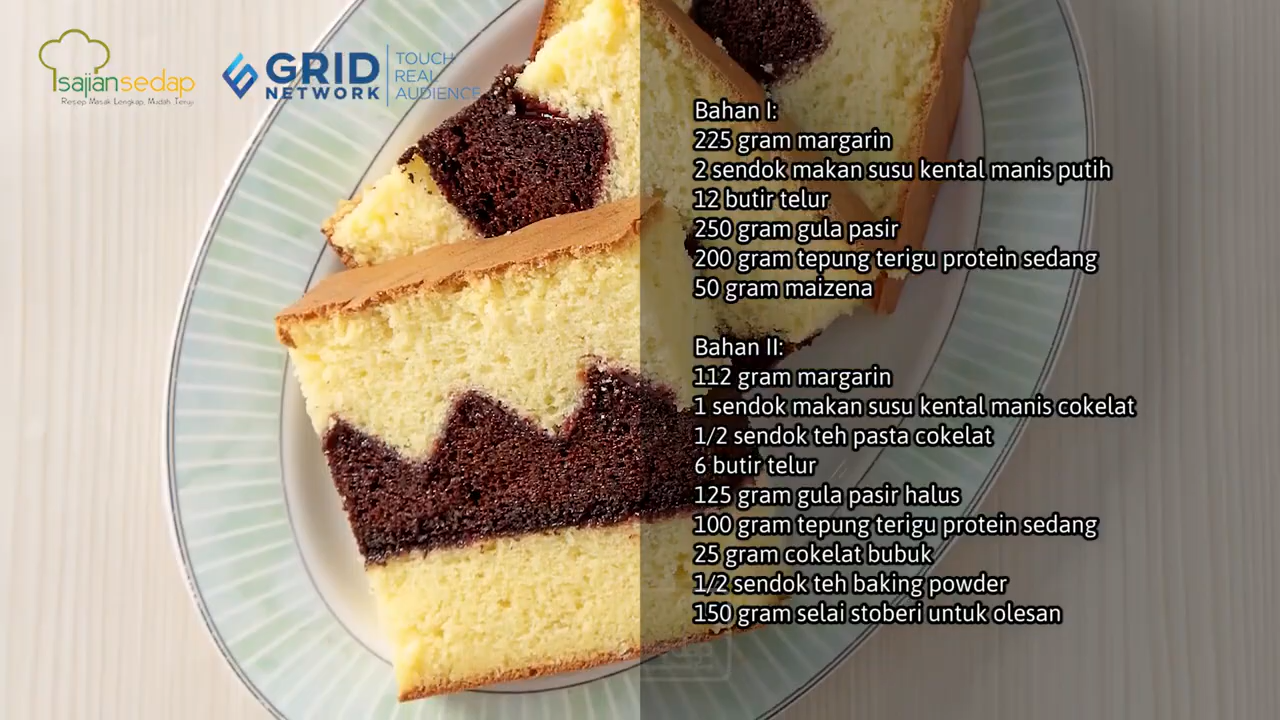 sajiansedap
Resep Masak Lengkap, Mudah Teruji
GRID
NETWORK
TOUCH
REAL
AUDIENCE
Bahan I:
225 gram margarin
2 sendok makan susu kental manis putih
12 butir telur
250 gram gula pasir
200 gram tepung terigu protein sedang
50 gram maizena
Bahan II:
112 gram margarin
1 sendok makan susu kental manis cokelat
1/2 sendok teh pasta cokelat
6 butir telur
125 gram gula pasir halus
100 gram tepung terigu protein sedang
25 gram cokelat bubuk
1/2 sendok teh baking powder
150 gram selai stoberi untuk olesan